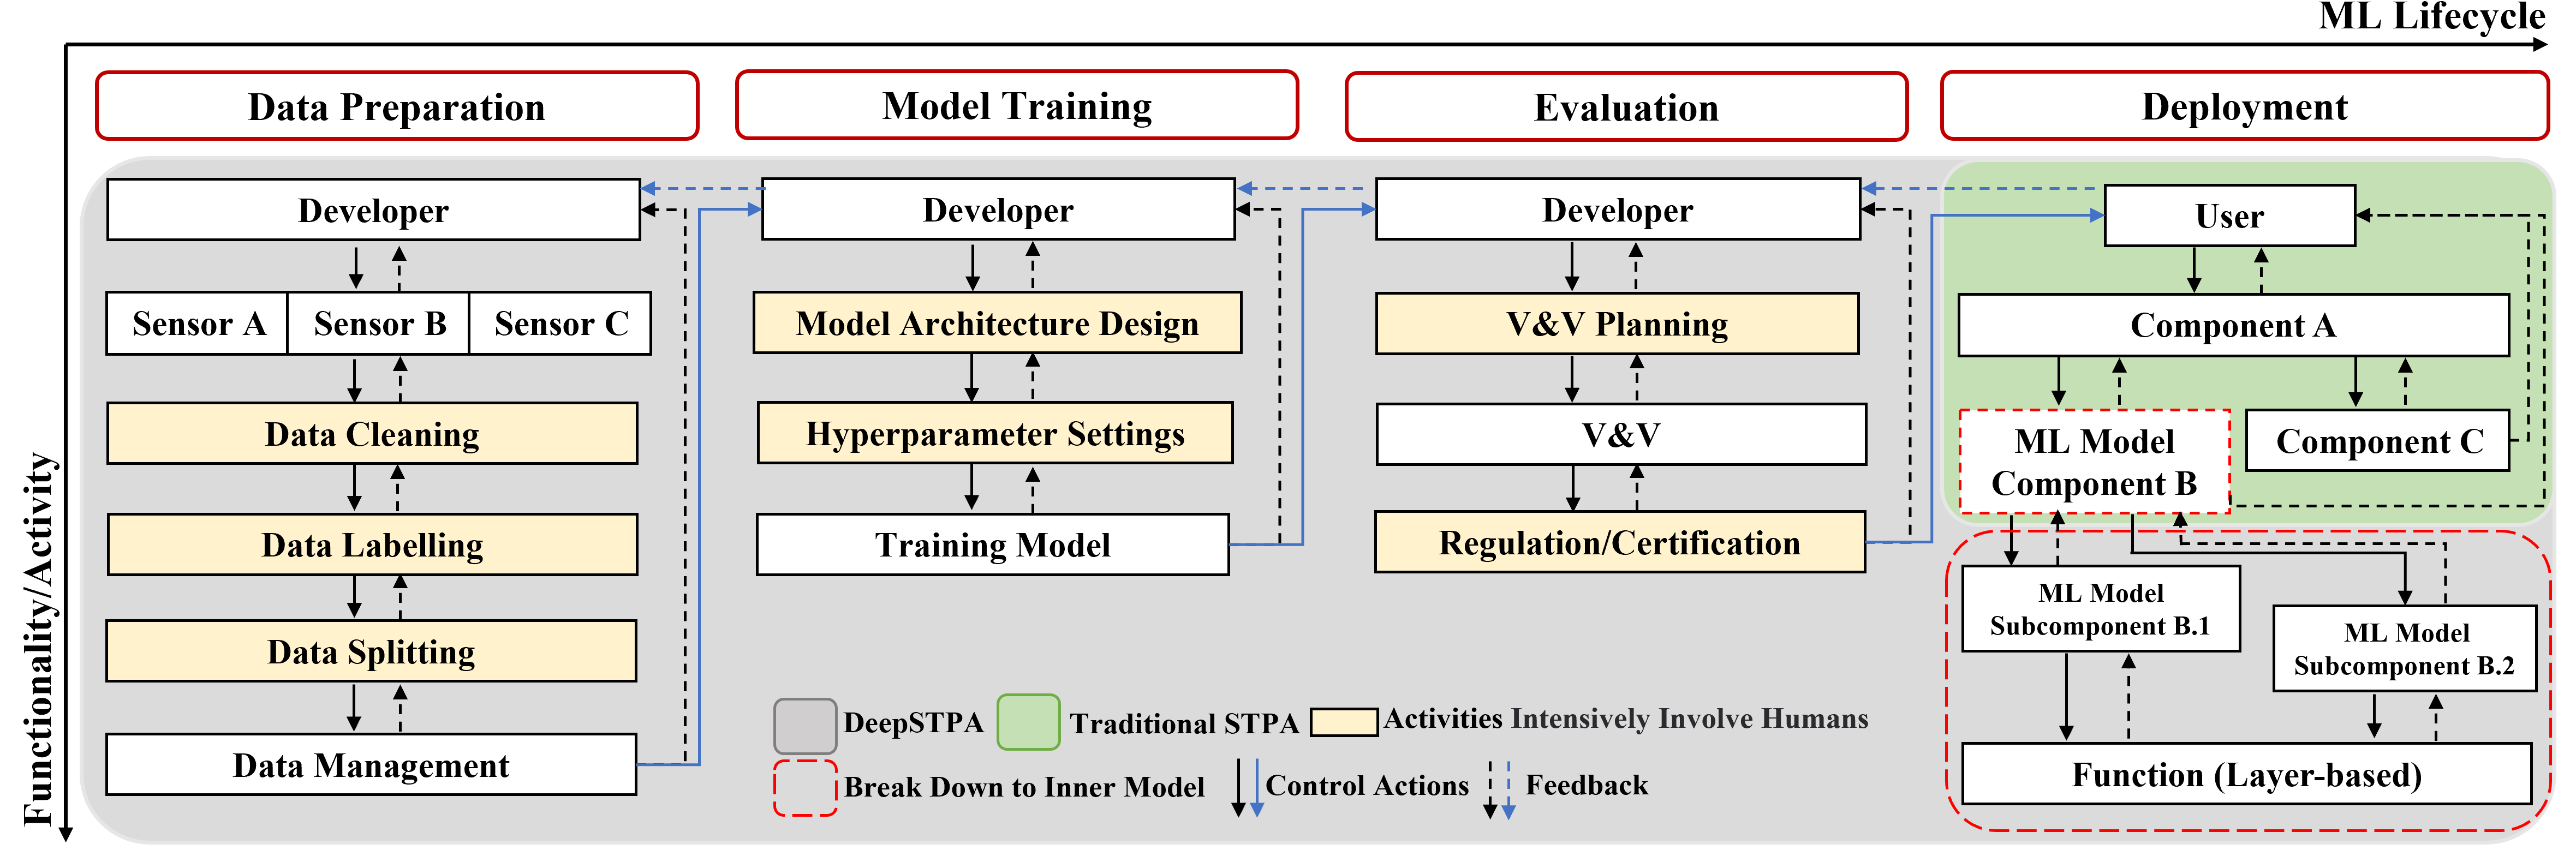 ML Lifecycle
Functionality/Activity
Data Preparation
Model Training
Evaluation
Deployment
Developer
Sensor A
Sensor B
Sensor C
Data Cleaning
Data Labelling
Data Splitting
Data Management
Developer
Model Architecture Design
Hyperparameter Settings
Training Model
Developer
V&V Planning
V&V
Regulation/Certification
User
Component A
ML Model
Component B
Component C
ML Model
Subcomponent B.1
ML Model
Subcomponent B.2
Function (Layer-based)
DeepSTPA
Traditional STPA
Activities Intensively Involve Humans
Break Down to Inner Model
Control Actions
Feedback